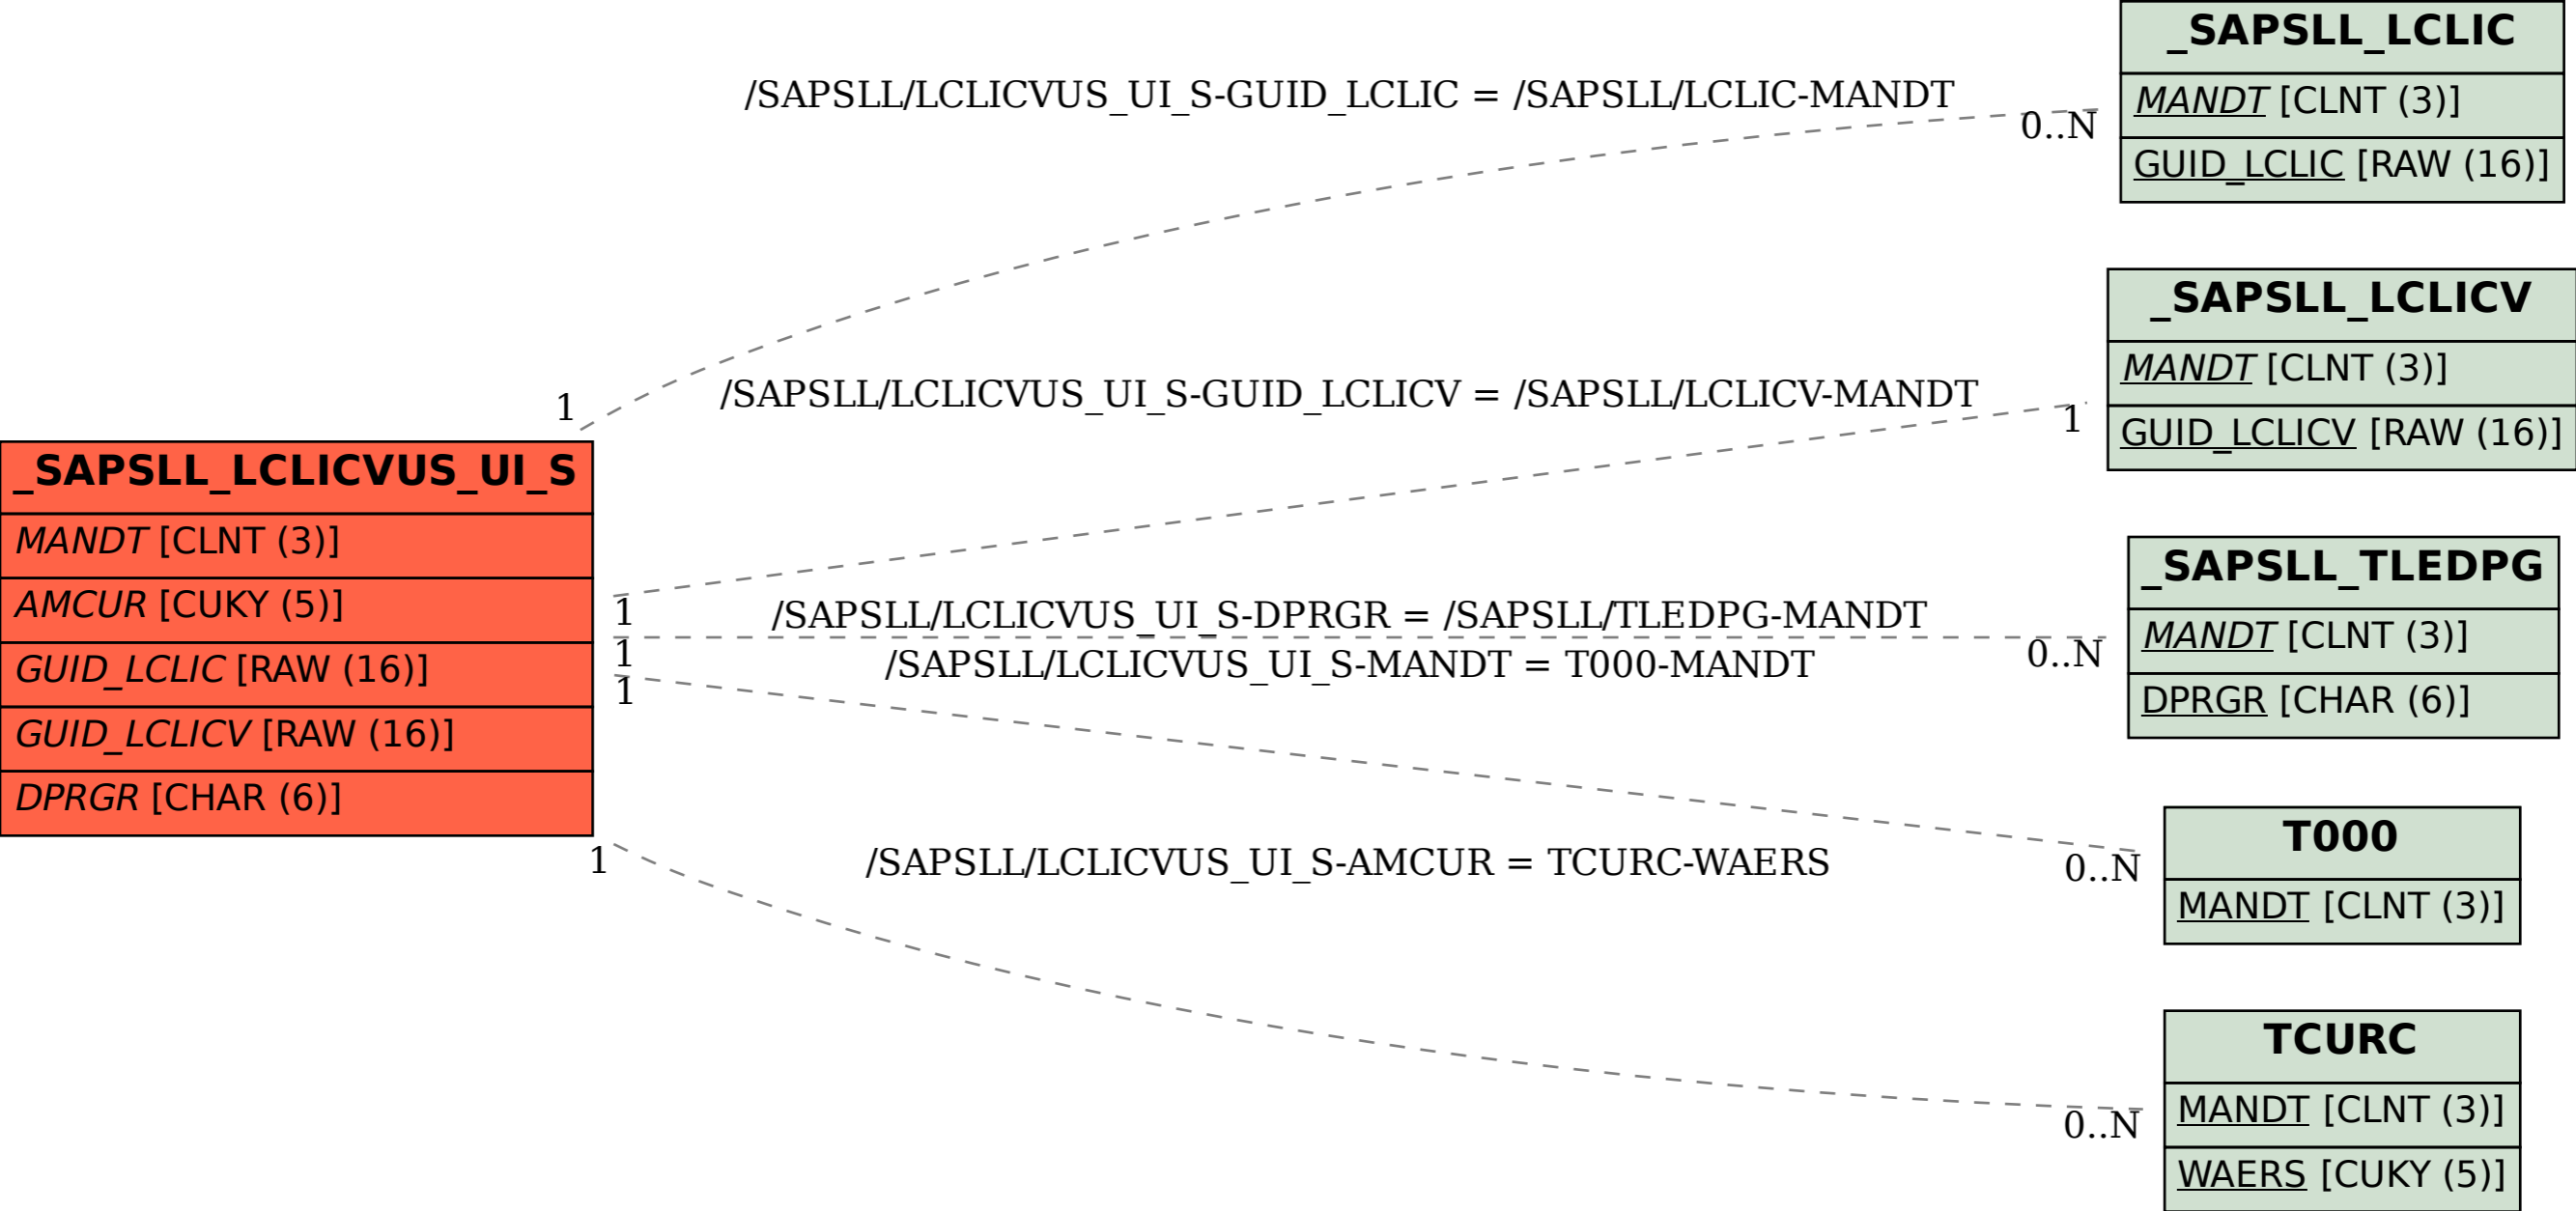 _SAPSLL_LCLIC
MANDT [CLNT (3)]
GUID_LCLIC [RAW (16)]
/SAPSLL/LCLICVUS_UI_S-GUID_LCLIC = /SAPSLL/LCLIC-MANDT
0..N
1
_SAPSLL_LCLICV
MANDT [CLNT (3)]
GUID_LCLICV [RAW (16)]
/SAPSLL/LCLICVUS_UI_S-GUID_LCLICV = /SAPSLL/LCLICV-MANDT
1
1
_SAPSLL_LCLICVUS_UI_S
MANDT [CLNT (3)]
AMCUR [CUKY (5)]
GUID_LCLIC [RAW (16)]
GUID_LCLICV [RAW (16)]
DPRGR [CHAR (6)]
/SAPSLL/LCLICVUS_UI_S-DPRGR = /SAPSLL/TLEDPG-MANDT
1
0..N
_SAPSLL_TLEDPG
MANDT [CLNT (3)]
DPRGR [CHAR (6)]
/SAPSLL/LCLICVUS_UI_S-MANDT = T000-MANDT
1
0..N
T000
MANDT [CLNT (3)]
/SAPSLL/LCLICVUS_UI_S-AMCUR = TCURC-WAERS
1
0..N
TCURC
MANDT [CLNT (3)]
WAERS [CUKY (5)]